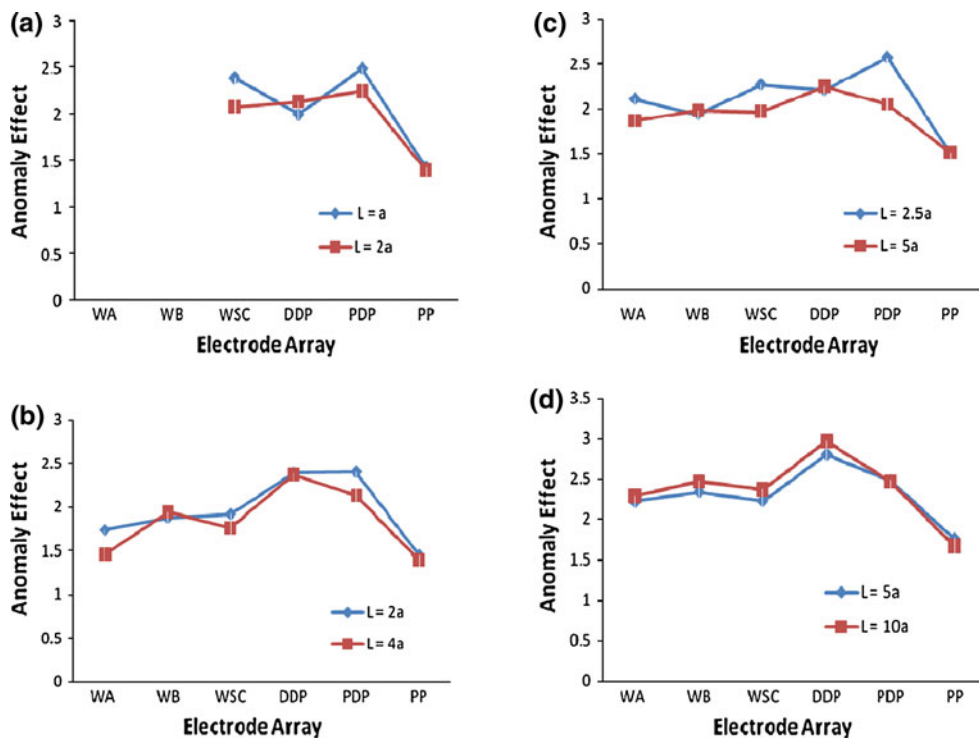 (a)
3
2.5
2
1.5
1
0.5
0
Anomaly Effect
L = a
L = 2a
WA WB WSC DDP PDP PP
Electrode Array
(c)
3
2.5
2
1.5
1
0.5
0
Anomaly Effect
L = 2.5a
L = 5a
WA WB WSC DDP PDP PP
Electrode Array
(b)
3
2.5
2
1.5
1
0.5
0
Anomaly Effect
L = 2a
L = 4a
WA WB WSC DDP PDP PP
Electrode Array
(d)
3.5
3
2.5
2
1.5
1
0.5
0
Anomaly Effect
L = 5a
L = 10a
WA WB WSC DDP PDP PP
Electrode Array